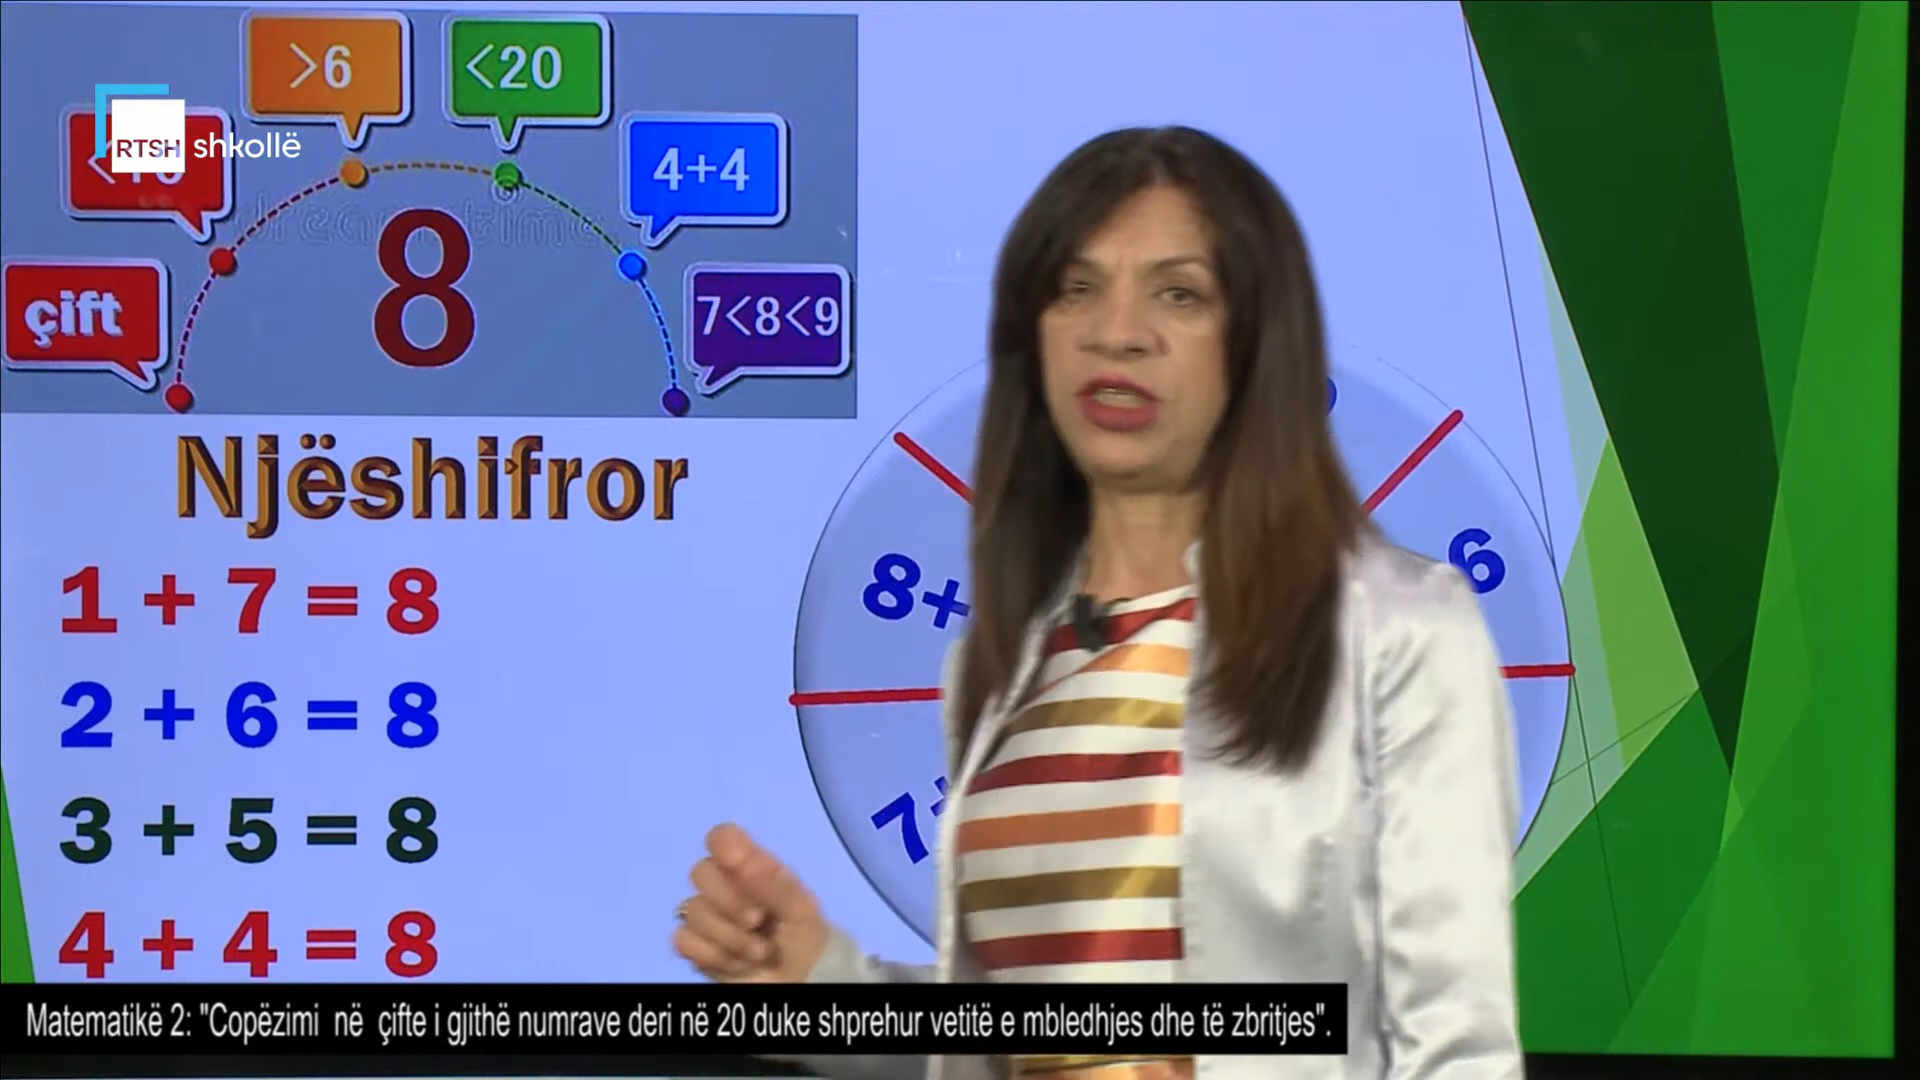 >6
<20
RTSH shkollë
4+4
8
çift
7<8<9
Njëshifror
1 + 7 = 8
2 + 6 = 8
3 + 5 = 8
4 + 4 = 8
8+
6
7+
Matematikë 2: "Copëzimi në çifte i gjithë numrave deri në 20 duke shprehur vetitë e mbledhjes dhe të zbritjes".